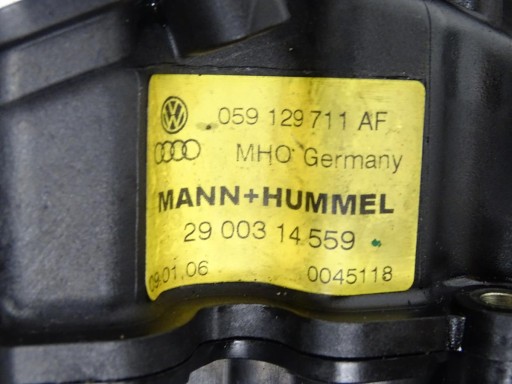 059 129 711 AF
MHO Germany
MANN+HUMMEL
29 003 14 559
09.01.06 0045118